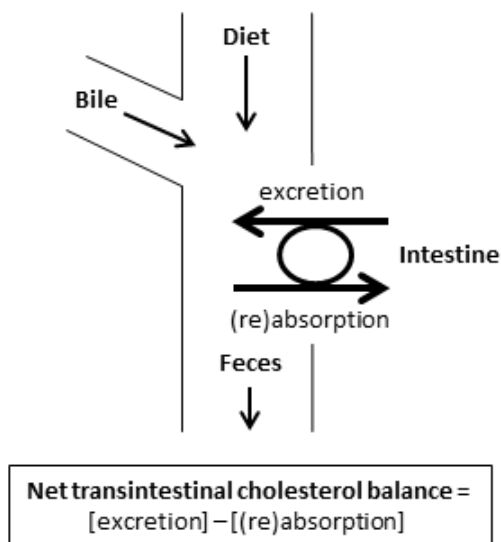 Diet
Bile
excretion
Intestine
(re)absorption
Feces
Net transintestinal cholesterol balance =
[excretion] – [(re)absorption]